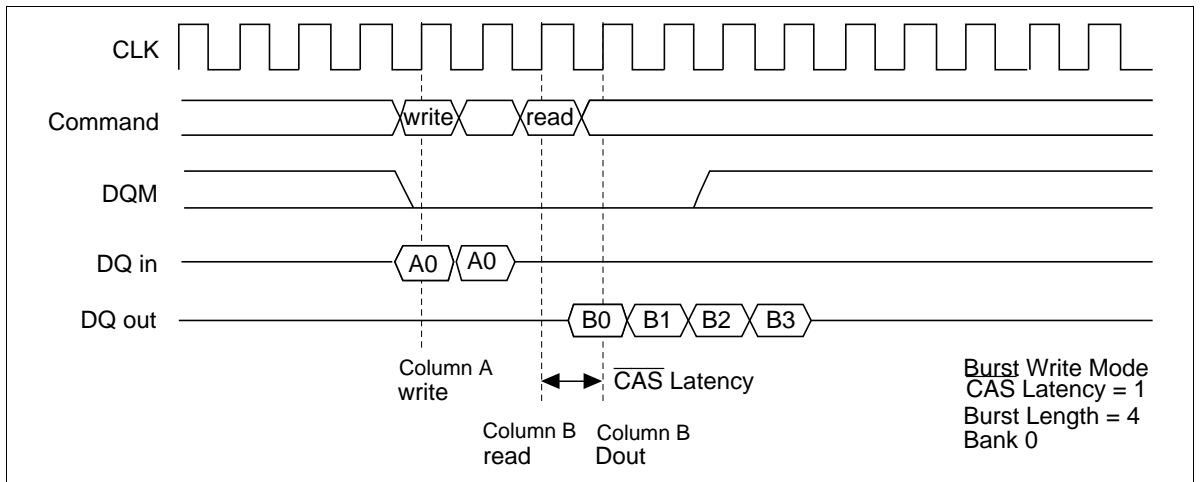 CLK
Command
write
read
DQM
DQ in
A0
A0
DQ out
B0
B1
B2
B3
Column A
write
CAS Latency
Column B
read
Column B
Dout
Burst Write Mode
CAS Latency = 1
Burst Length = 4
Bank 0